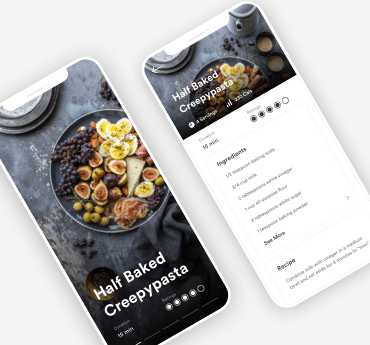 Half Baked
Creepypasta
Duration
15 min
Ratings
Half Baked
Creepypasta
4 Servings
220 Cals
Duration
15 min
Ratings
Ingredients
1/2 teaspoon baking soda
3/4 cup milk
2 tablespoons white vinegar
1 cup all-purpose flour
2 tablespoons white sugar
1 teaspoon baking powder
See More
Recipe
Combine milk with vinegar in a medium
bowl and set aside for 5 minutes to "sour"